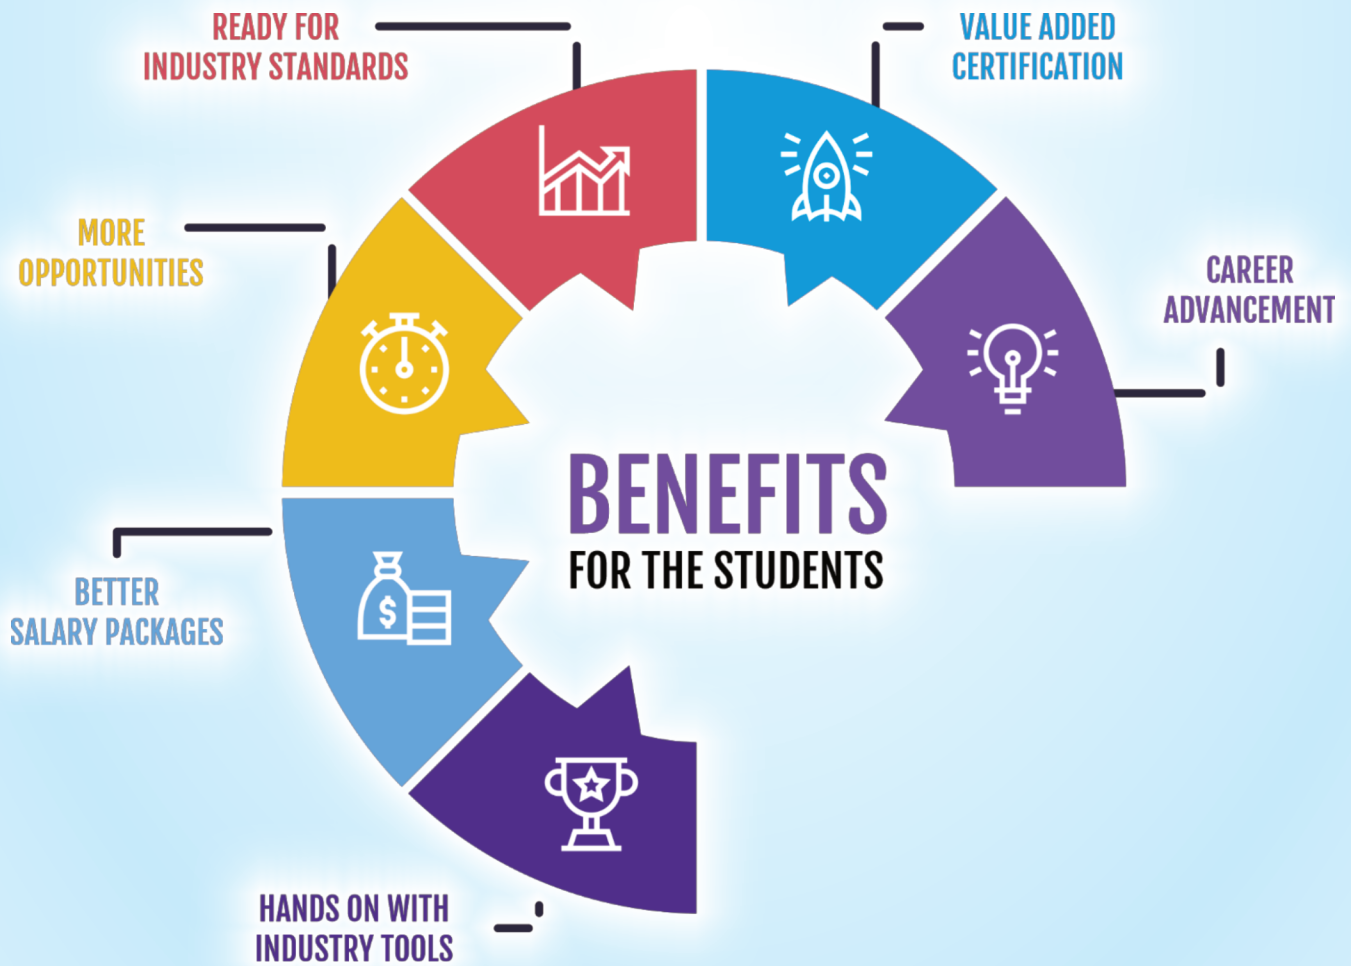 READY FOR
INDUSTRY STANDARDS
VALUE ADDED
CERTIFICATION
MORE
OPPORTUNITIES
CAREER
ADVANCEMENT
BENEFITS
FOR THE STUDENTS
BETTER
SALARY PACKAGES
$
HANDS ON WITH
INDUSTRY TOOLS